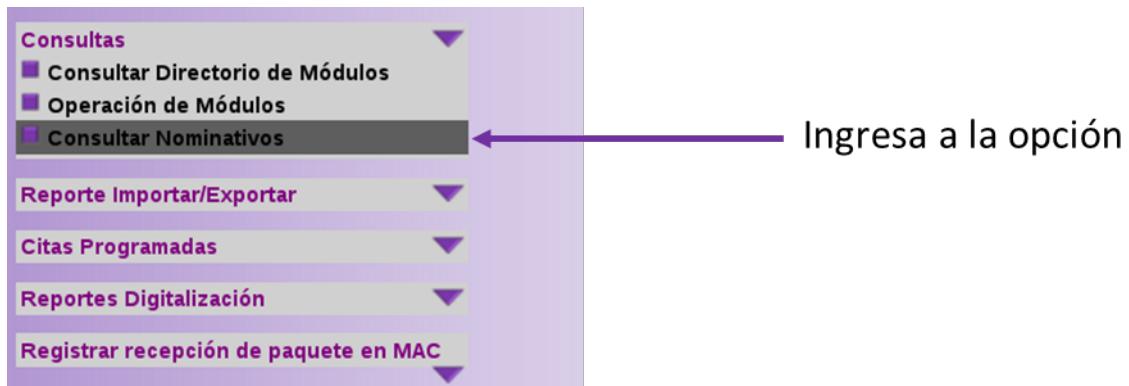 Consultas
Consultar Directorio de Módulos
Operación de Módulos
Consultar Nominativos
Ingresa a la opción
Reporte Importar/Exportar
Citas Programadas
Reportes Digitalización
Registrar recepción de paquete en MAC